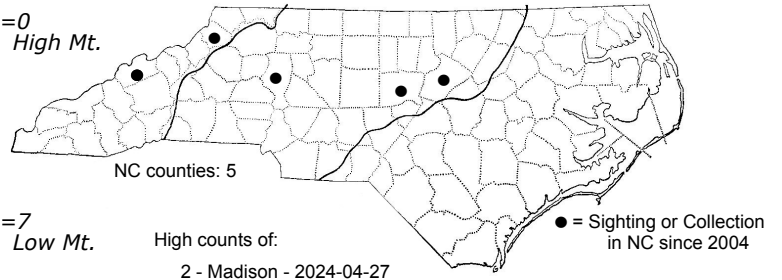 =0
High Mt.
NC counties: 5
=7
Low Mt.
High counts of:
2 - Madison - 2024-04-27
● = Sighting or Collection
in NC since 2004